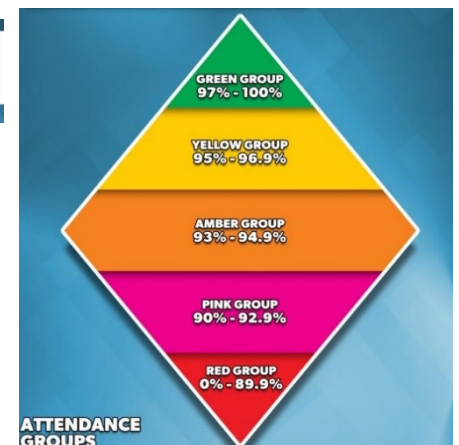 GREEN GROUP
97% - 100%
YELLOW GROUP
95% - 96.9%
AMBER GROUP
93% - 94.9%
PINK GROUP
90% - 92.9%
RED GROUP
0% - 89.9%
ATTENDANCE
GROUPS